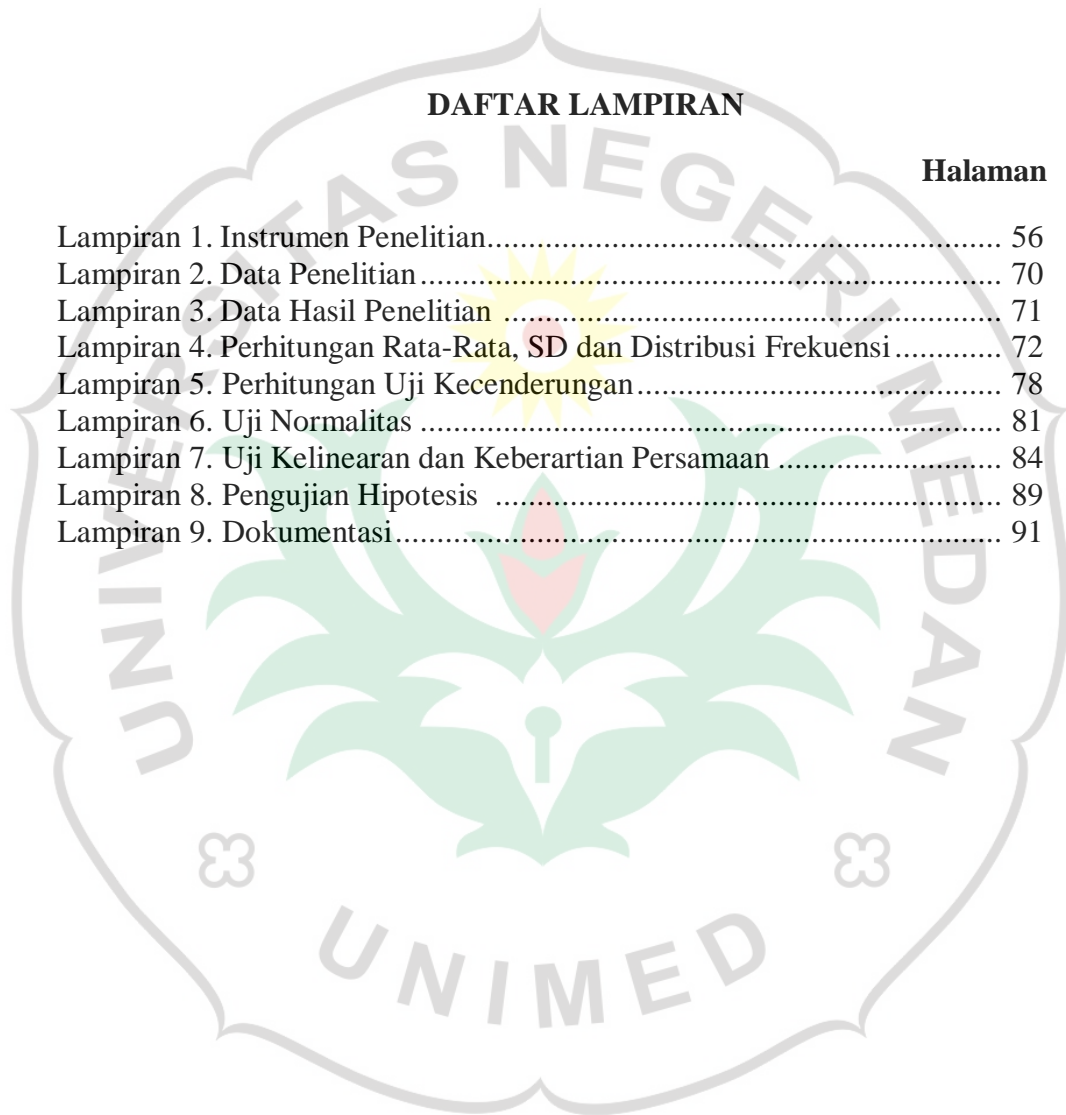 DAFTAR LAMPIRAN
Halaman
Lampiran 1. Instrumen Penelitian.................................................................. 56
Lampiran 2. Data Penelitian........................................................................... 70
Lampiran 3. Data Hasil Penelitian ................................................................ 71
Lampiran 4. Perhitungan Rata-Rata, SD dan Distribusi Frekuensi.............. 72
Lampiran 5. Perhitungan Uji Kecenderungan............................................... 78
Lampiran 6. Uji Normalitas ........................................................................... 81
Lampiran 7. Uji Kelinearan dan Keberartian Persamaan ............................. 84
Lampiran 8. Pengujian Hipotesis ................................................................. 89
Lampiran 9. Dokumentasi.............................................................................. 91
UNIVERSITAS NEGERI MEDAN
UNIMED